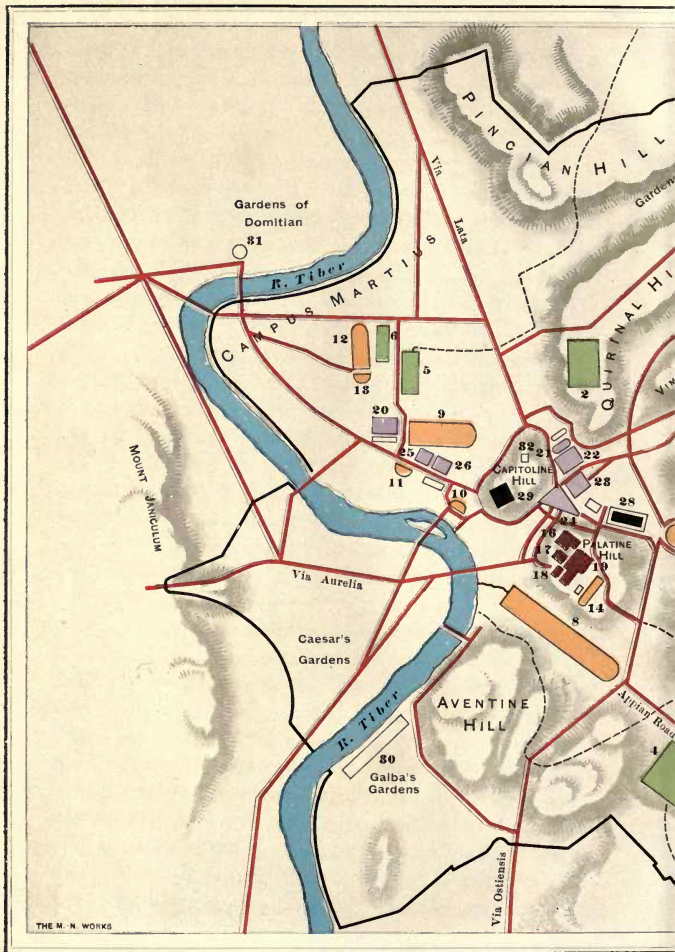 PINCIAN HILL
Via Lata
Gardens
Gardens of
Domitian
31
R. Tiber
CAMPUS MARTIUS
QUIRINAL HI
VIM
12
6
13
5
2
20
9
25
26
11
10
32
21
22
CAPITOLINE
HILL
29
23
24
28
MOUNT JANICULUM
16
PALATINE
HILL
17
18
19
14
8
Via Aurelia
Caesar's
Gardens
AVENTINE
HILL
R. Tiber
Appian Road
4
30
Galba's
Gardens
Via Ostiensis
THE M.-N. WORKS